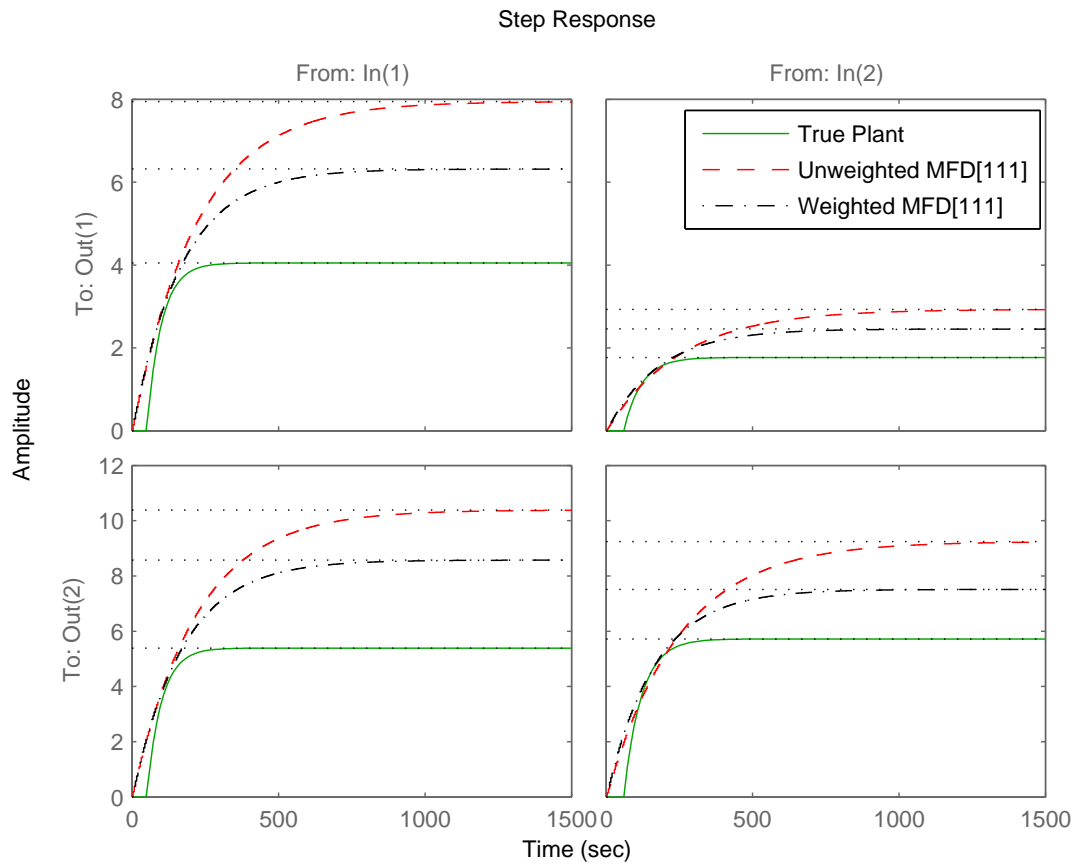 Step Response
From: In(1)
From: In(2)
Amplitude
To: Out(1)
8
6
4
2
0
True Plant
Unweighted MFD[111]
Weighted MFD[111]
To: Out(2)
12
10
8
6
4
2
0
0
500
1000
1500
0
500
1000
1500
Time (sec)